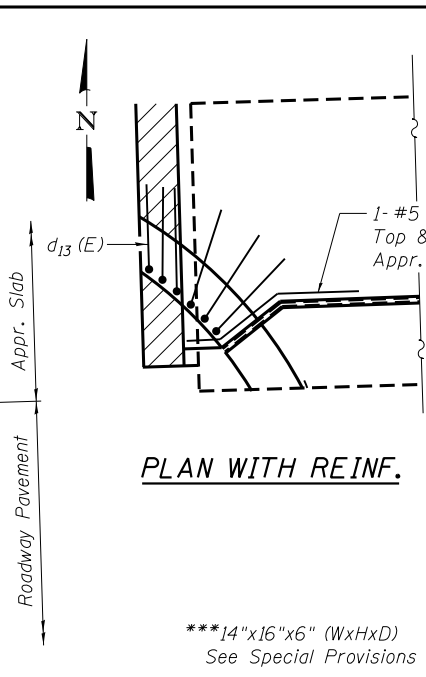 N
1-#5
Top &
Appr.
d13 (E)
Appr. Slab
Roadway Pavement
PLAN WITH REINF.
***14"x16"x6" (WxHxD)
See Special Provisions